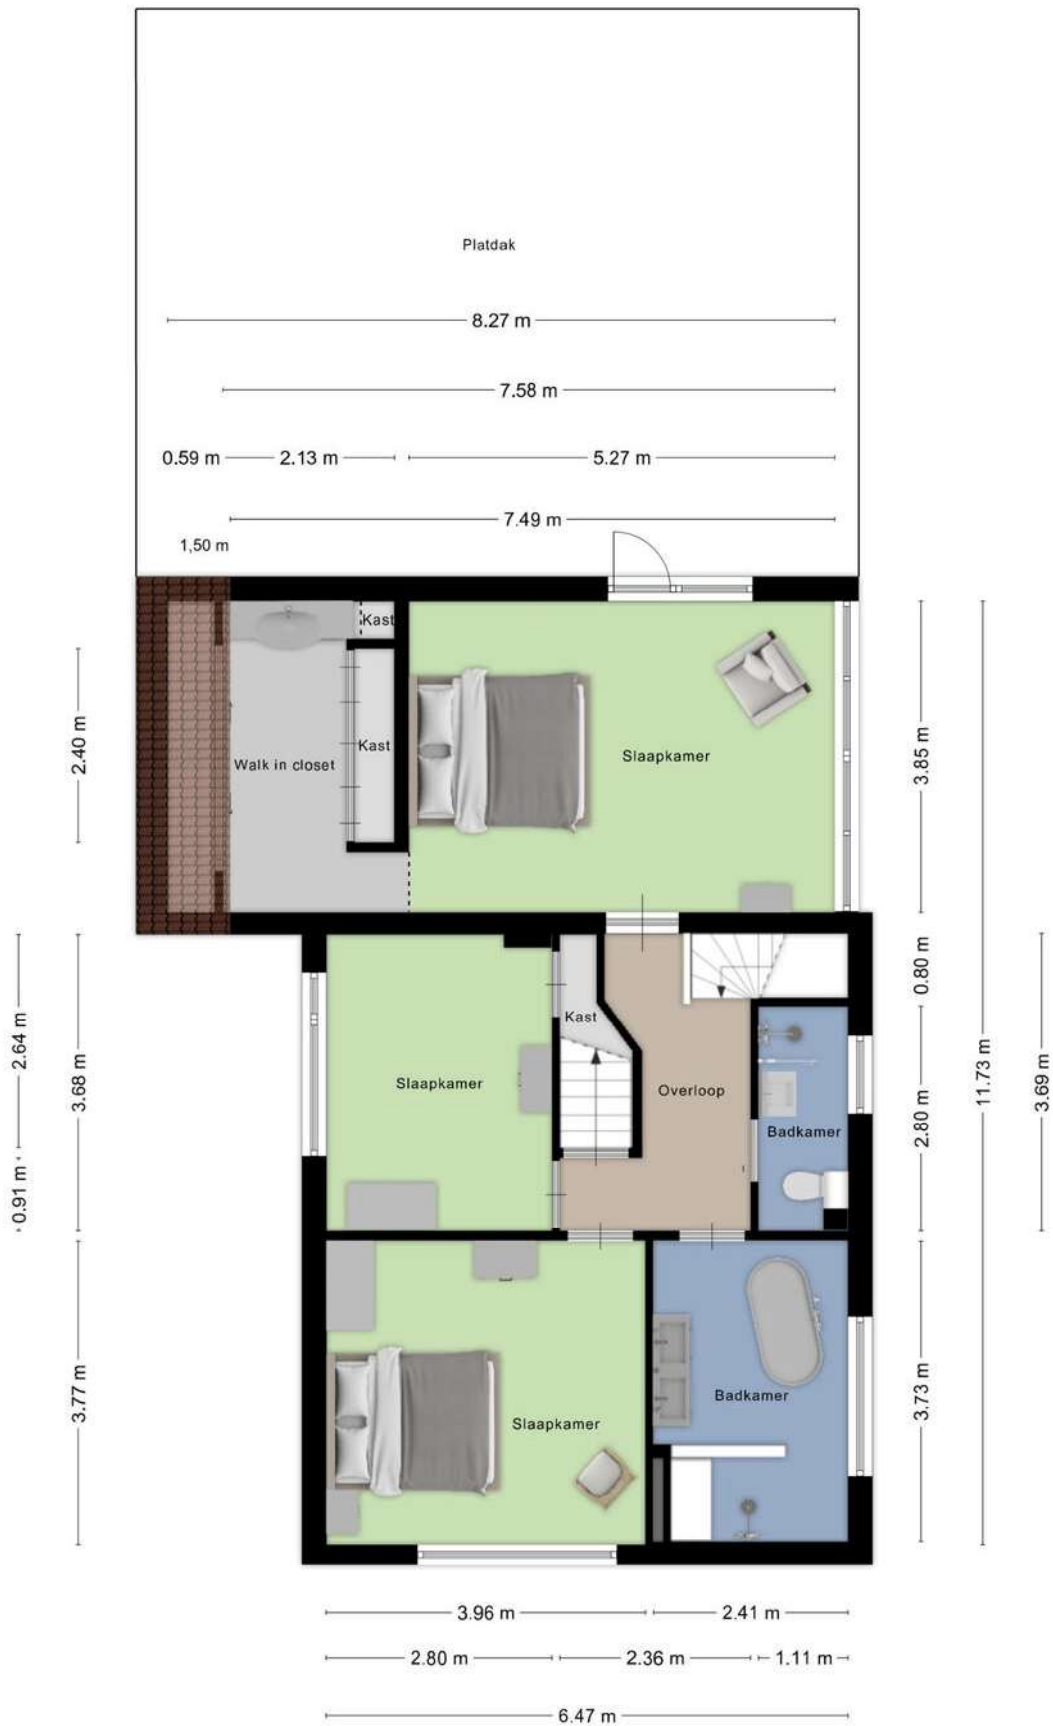 Platdak
8.27 m
7.58 m
0.59 m
2.13 m
5.27 m
7.49 m
1,50 m
Kast
2.40 m
Kast
Walk in closet
Slaapkamer
3.85 m
0.80 m
2.64 m
3.68 m
0.91 m
Kast
Slaapkamer
Overloop
Badkamer
2.80 m
11.73 m
3.69 m
3.77 m
Slaapkamer
Badkamer
3.73 m
3.96 m
2.41 m
2.80 m
2.36 m
1.11 m
6.47 m